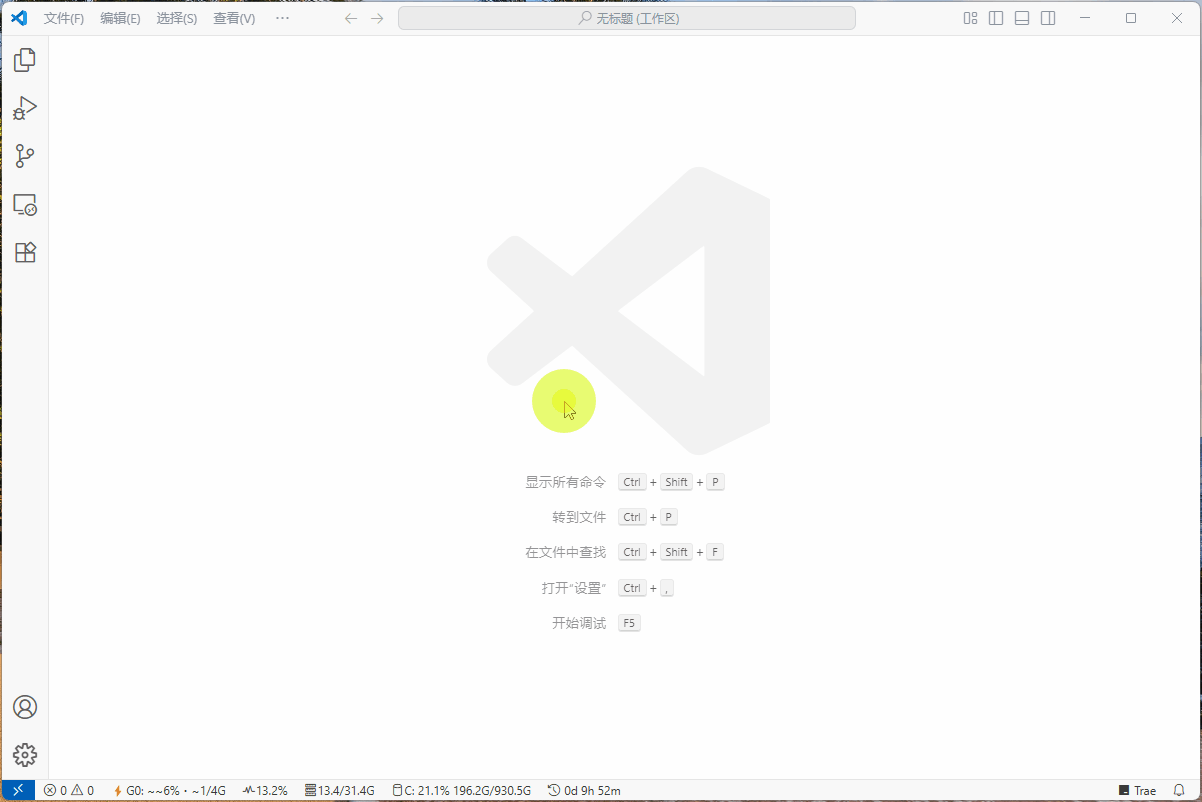 文件(F) 编辑(E) 选择(S) 查看(V) ··· 无标题 (工作区)
显示所有命令 Ctrl + Shift + P
转到文件 Ctrl + P
在文件中查找 Ctrl + Shift + F
打开“设置” Ctrl + ,
开始调试 F5
0 0 G0: ~~6%・~1/4G 13.2% 13.4/31.4G C: 21.1% 196.2G/930.5G 0d 9h 52m Trae